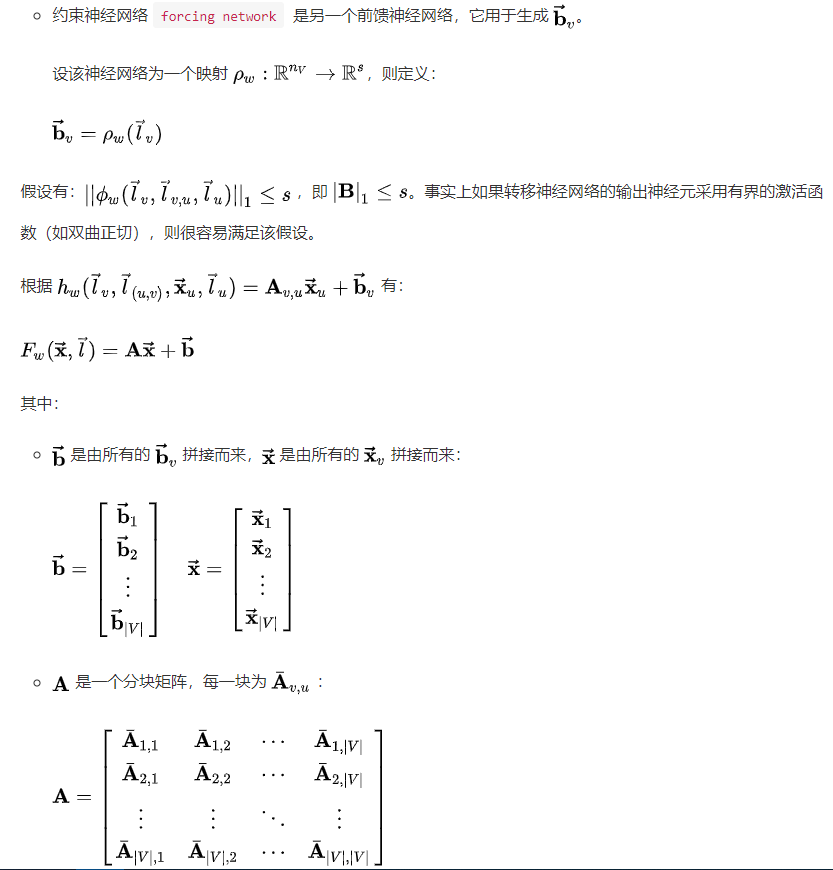 约束神经网络 forcing network 是另一个前馈神经网络，它用于生成 $\vec{\mathbf{b}}_v$。
设该神经网络为一个映射 $\rho_w : \mathbb{R}^{n_V} \to \mathbb{R}^s$，则定义：
$\vec{\mathbf{b}}_v = \rho_w(\vec{l}_v)$
假设有：$||\phi_w(\vec{l}_v, \vec{l}_{v,u}, \vec{l}_u)||_1 \le s$，即 $|\mathbf{B}|_1 \le s$。事实上如果转移神经网络的输出神经元采用有界的激活函
数（如双曲正切），则很容易满足该假设。
根据 $h_w(\vec{l}_v, \vec{l}_{(u,v)}, \vec{\mathbf{x}}_u, \vec{l}_u) = \mathbf{A}_{v,u}\vec{\mathbf{x}}_u + \vec{\mathbf{b}}_v$ 有：
$F_w(\vec{\mathbf{x}}, \vec{l}) = \mathbf{A}\vec{\mathbf{x}} + \vec{\mathbf{b}}$
其中：
$\vec{\mathbf{b}}$ 是由所有的 $\vec{\mathbf{b}}_v$ 拼接而来，$\vec{\mathbf{x}}$ 是由所有的 $\vec{\mathbf{x}}_v$ 拼接而来：
$\vec{\mathbf{b}} = \begin{bmatrix} \vec{\mathbf{b}}_1 \\ \vec{\mathbf{b}}_2 \\ \vdots \\ \vec{\mathbf{b}}_{|V|} \end{bmatrix} \quad \vec{\mathbf{x}} = \begin{bmatrix} \vec{\mathbf{x}}_1 \\ \vec{\mathbf{x}}_2 \\ \vdots \\ \vec{\mathbf{x}}_{|V|} \end{bmatrix}$
$\mathbf{A}$ 是一个分块矩阵，每一块为 $\bar{\mathbf{A}}_{v,u}$ ：
$\mathbf{A} = \begin{bmatrix} \bar{\mathbf{A}}_{1,1} & \bar{\mathbf{A}}_{1,2} & \cdots & \bar{\mathbf{A}}_{1,|V|} \\ \bar{\mathbf{A}}_{2,1} & \bar{\mathbf{A}}_{2,2} & \cdots & \bar{\mathbf{A}}_{2,|V|} \\ \vdots & \vdots & \ddots & \vdots \\ \bar{\mathbf{A}}_{|V|,1} & \bar{\mathbf{A}}_{|V|,2} & \cdots & \bar{\mathbf{A}}_{|V|,|V|} \end{bmatrix}$